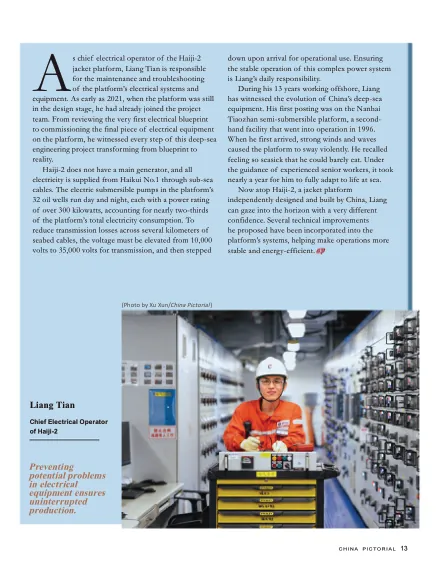 As chief electrical operator of the Haiji-2
jacket platform, Liang Tian is responsible
for the maintenance and troubleshooting
of the platform's electrical systems and
equipment. As early as 2021, when the platform was still
in the design stage, he had already joined the project
team. From reviewing the very first electrical blueprint
to commissioning the final piece of electrical equipment
on the platform, he witnessed every step of this deep-sea
engineering project transforming from blueprint to
reality.
Haiji-2 does not have a main generator, and all
electricity is supplied from Haikui No.1 through sub-sea
cables. The electric submersible pumps in the platform's
32 oil wells run day and night, each with a power rating
of over 300 kilowatts, accounting for nearly two-thirds
of the platform's total electricity consumption. To
reduce transmission losses across several kilometers of
seabed cables, the voltage must be elevated from 10,000
volts to 35,000 volts for transmission, and then stepped
down upon arrival for operational use. Ensuring
the stable operation of this complex power system
is Liang's daily responsibility.
During his 13 years working offshore, Liang
has witnessed the evolution of China's deep-sea
equipment. His first posting was on the Nanhai
Tiaozhan semi-submersible platform, a second-
hand facility that went into operation in 1996.
When he first arrived, strong winds and waves
caused the platform to sway violently. He recalled
feeling so seasick that he could barely eat. Under
the guidance of experienced senior workers, it took
nearly a year for him to fully adapt to life at sea.
Now atop Haiji-2, a jacket platform
independently designed and built by China, Liang
can gaze into the horizon with a very different
confidence. Several technical improvements
he proposed have been incorporated into the
platform's systems, helping make operations more
stable and energy-efficient.
(Photo by Xu Xun/China Pictorial)
Liang Tian
Chief Electrical Operator
of Haiji-2
Preventing
potential problems
in electrical
equipment ensures
uninterrupted
production.
CHINA PICTORIAL 13